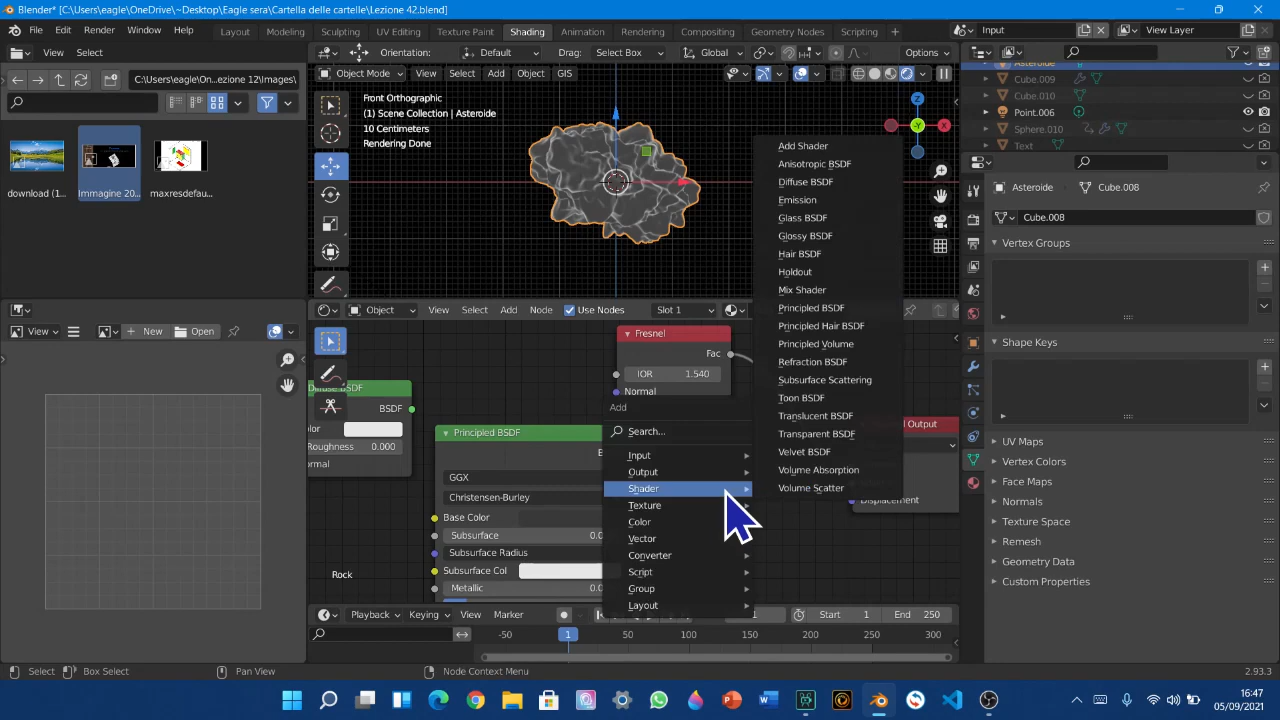 Blender* [C:\Users\eagle\OneDrive\~Desktop\Eagle sera\Cartella delle cartelle\Lezione 42.blend]
File Edit Render Window Help
Layout Modeling Sculpting UV Editing Texture Paint Shading Animation Rendering Compositing Geometry Nodes Scripting
Input
View Layer
View Select
Orientation: Default Drag: Select Box Global Options
C:\Users\eagle\On...ezione 12\Images\
Object Mode View Select Add Object GIS
Front Orthographic
(1) Scene Collection | Asteroide
10 Centimeters
Rendering Done
Z
-Y
X
download (1...
Immagine 20...
maxresdefau...
Asteroide
Cube.009
Cube.010
Point.006
Sphere.010
Text
Asteroide Cube.008
Cube.008
Vertex Groups
Shape Keys
UV Maps
Vertex Colors
Face Maps
Normals
Texture Space
Remesh
Geometry Data
Custom Properties
View New Open
Object View Select Add Node Use Nodes Slot 1
Fresnel
Fac
IOR 1.540
Normal
BSDF
Roughness 0.000
Principled BSDF
GGX
Christensen-Burley
Base Color
Subsurface 0.0
Subsurface Radius
Subsurface Col
Metallic 0.0
Rock
Displacement
Add
Search...
Input
Output
Shader
Texture
Color
Vector
Converter
Script
Group
Layout
Add Shader
Anisotropic BSDF
Diffuse BSDF
Emission
Glass BSDF
Glossy BSDF
Hair BSDF
Holdout
Mix Shader
Principled BSDF
Principled Hair BSDF
Principled Volume
Refraction BSDF
Subsurface Scattering
Toon BSDF
Translucent BSDF
Transparent BSDF
Velvet BSDF
Volume Absorption
Volume Scatter
Playback Keying View Marker 1 Start 1 End 250
-50 1 50 100 150 200 250 300
Select Box Select Pan View Node Context Menu 2.93.3
16:47
05/09/2021